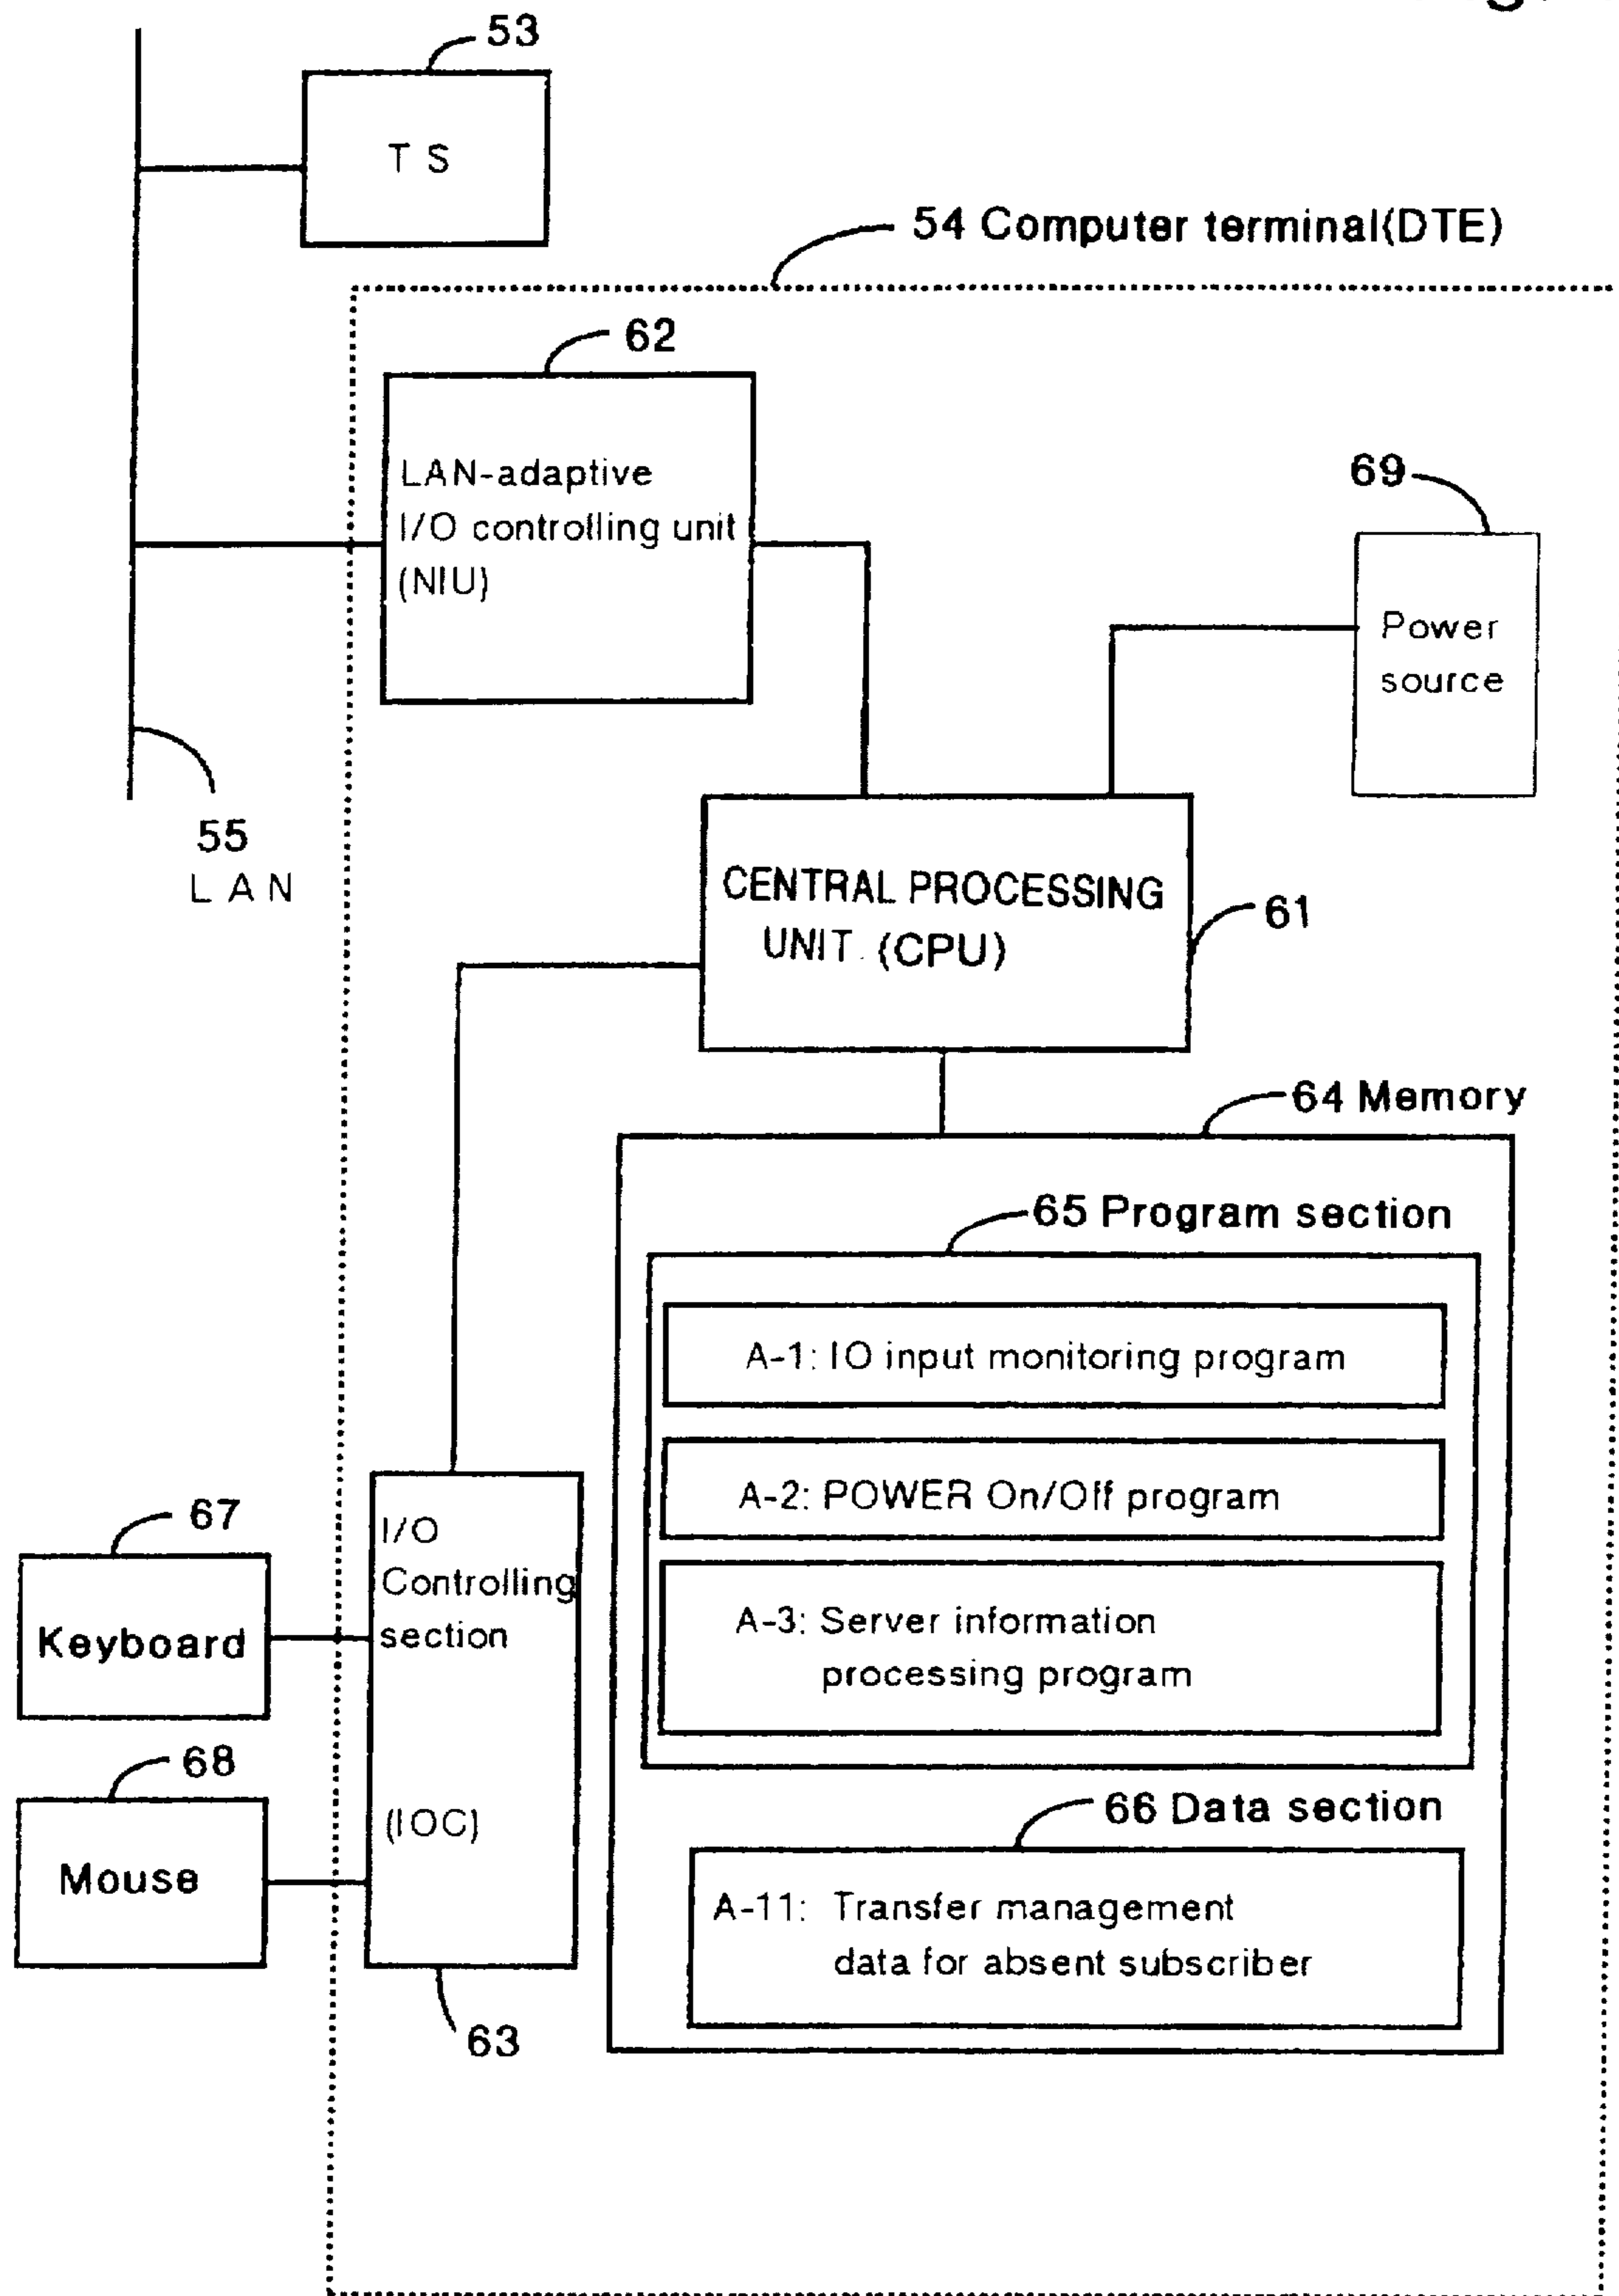 53
T S
54 Computer terminal(DTE)
62
LAN-adaptive
I/O controlling unit
(NIU)
69
Power
source
55
L A N
CENTRAL PROCESSING
UNIT (CPU)
61
64 Memory
65 Program section
A-1: IO input monitoring program
A-2: POWER On/Off program
A-3: Server information
processing program
67
Keyboard
I/O
Controlling
section
(IOC)
68
Mouse
63
66 Data section
A-11: Transfer management
data for absent subscriber